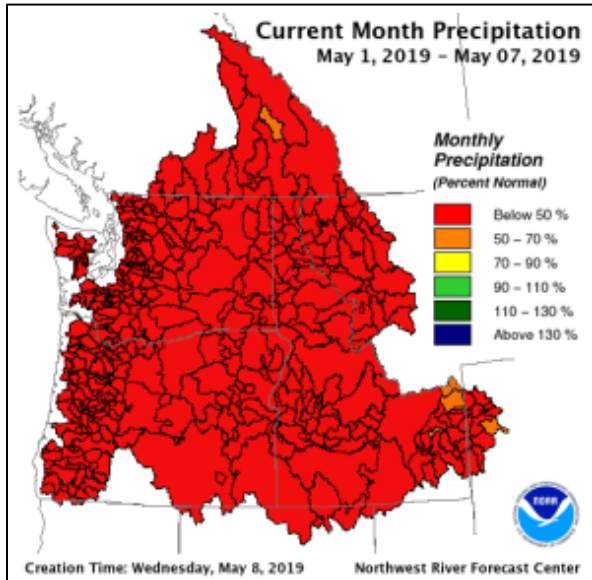 Current Month Precipitation
May 1, 2019 - May 07, 2019
Monthly
Precipitation
(Percent Normal)
Below 50 %
50 - 70 %
70 - 90 %
90 - 110 %
110 - 130 %
Above 130 %
Creation Time: Wednesday, May 8, 2019
Northwest River Forecast Center